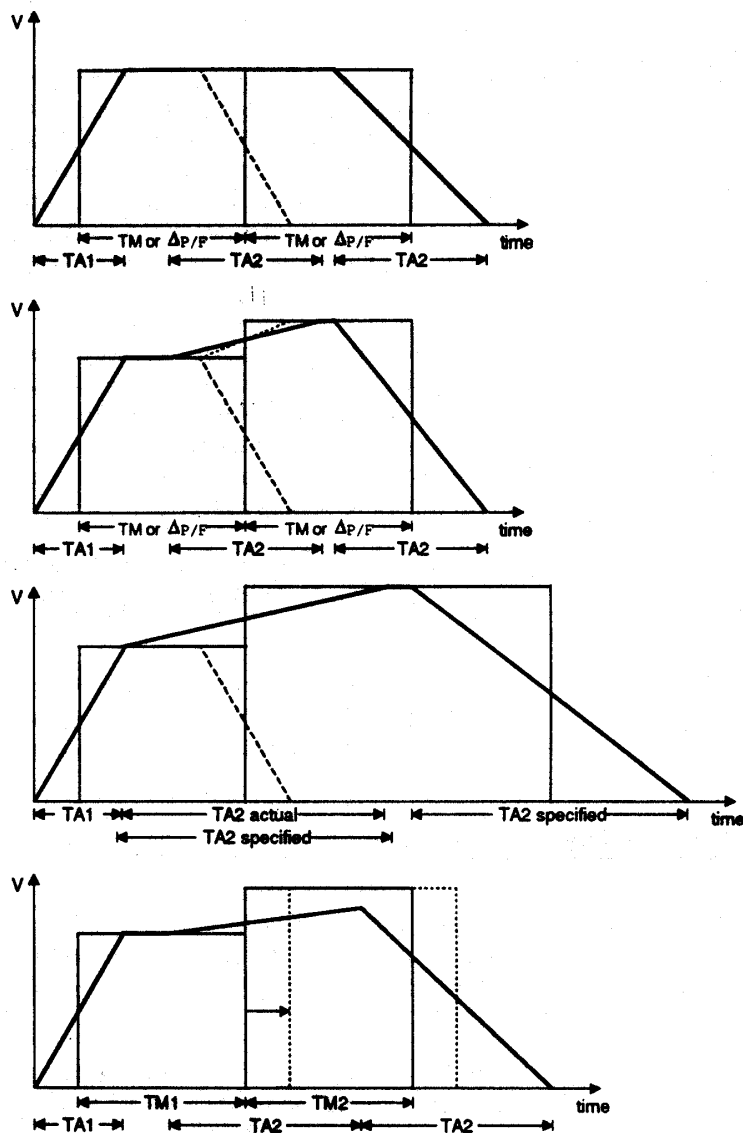 V
time
TM or ΔP/F TM or ΔP/F
TA1 TA2 TA2
V
time
TM or ΔP/F TM or ΔP/F
TA1 TA2 TA2
V
TA1 TA2 actual TA2 specified time
TA2 specified
V
TM1 TM2 time
TA1 TA2 TA2